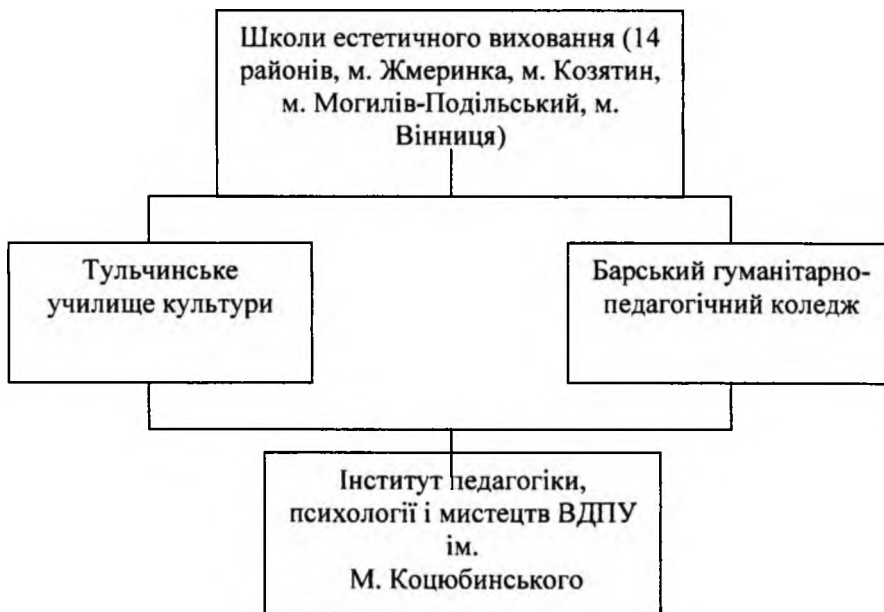 Школи естетичного виховання (14
районів, м. Жмеринка, м. Козятин,
м. Могилів-Подільський, м.
Вінниця)
Тульчинське
училище культури
Барський гуманітарно-
педагогічний коледж
Інститут педагогіки,
психології і мистецтв ВДПУ
ім.
М. Коцюбинського